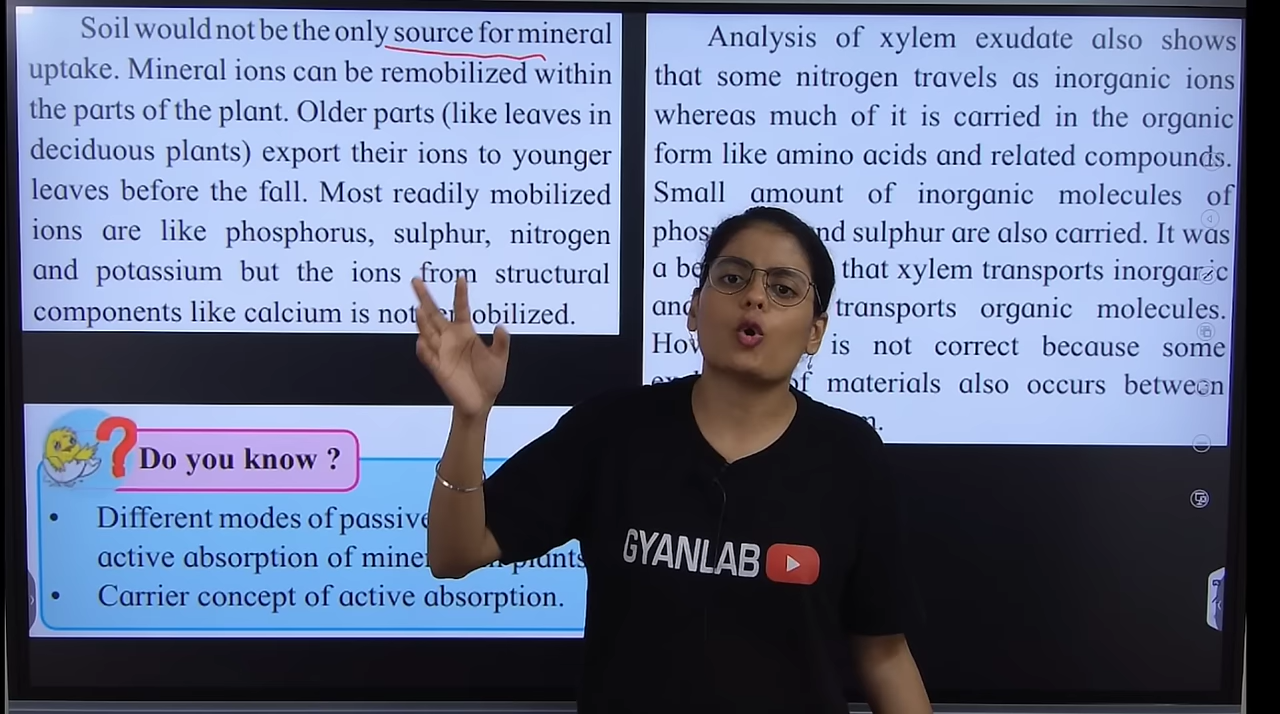 Soil would not be the only source for mineral
uptake. Mineral ions can be remobilized within
the parts of the plant. Older parts (like leaves in
deciduous plants) export their ions to younger
leaves before the fall. Most readily mobilized
ions are like phosphorus, sulphur, nitrogen
and potassium but the ions from structural
components like calcium is not remobilized.
Do you know ?
• Different modes of passive
active absorption of plants
• Carrier concept of active absorption.
Analysis of xylem exudate also shows
that some nitrogen travels as inorganic ions
whereas much of it is carried in the organic
form like amino acids and related compounds.
Small amount of inorganic molecules of
and sulphur are also carried. It was
a that xylem transports inorganic
transports organic molecules.
is not correct because some
of materials also occurs between
GYANLAB